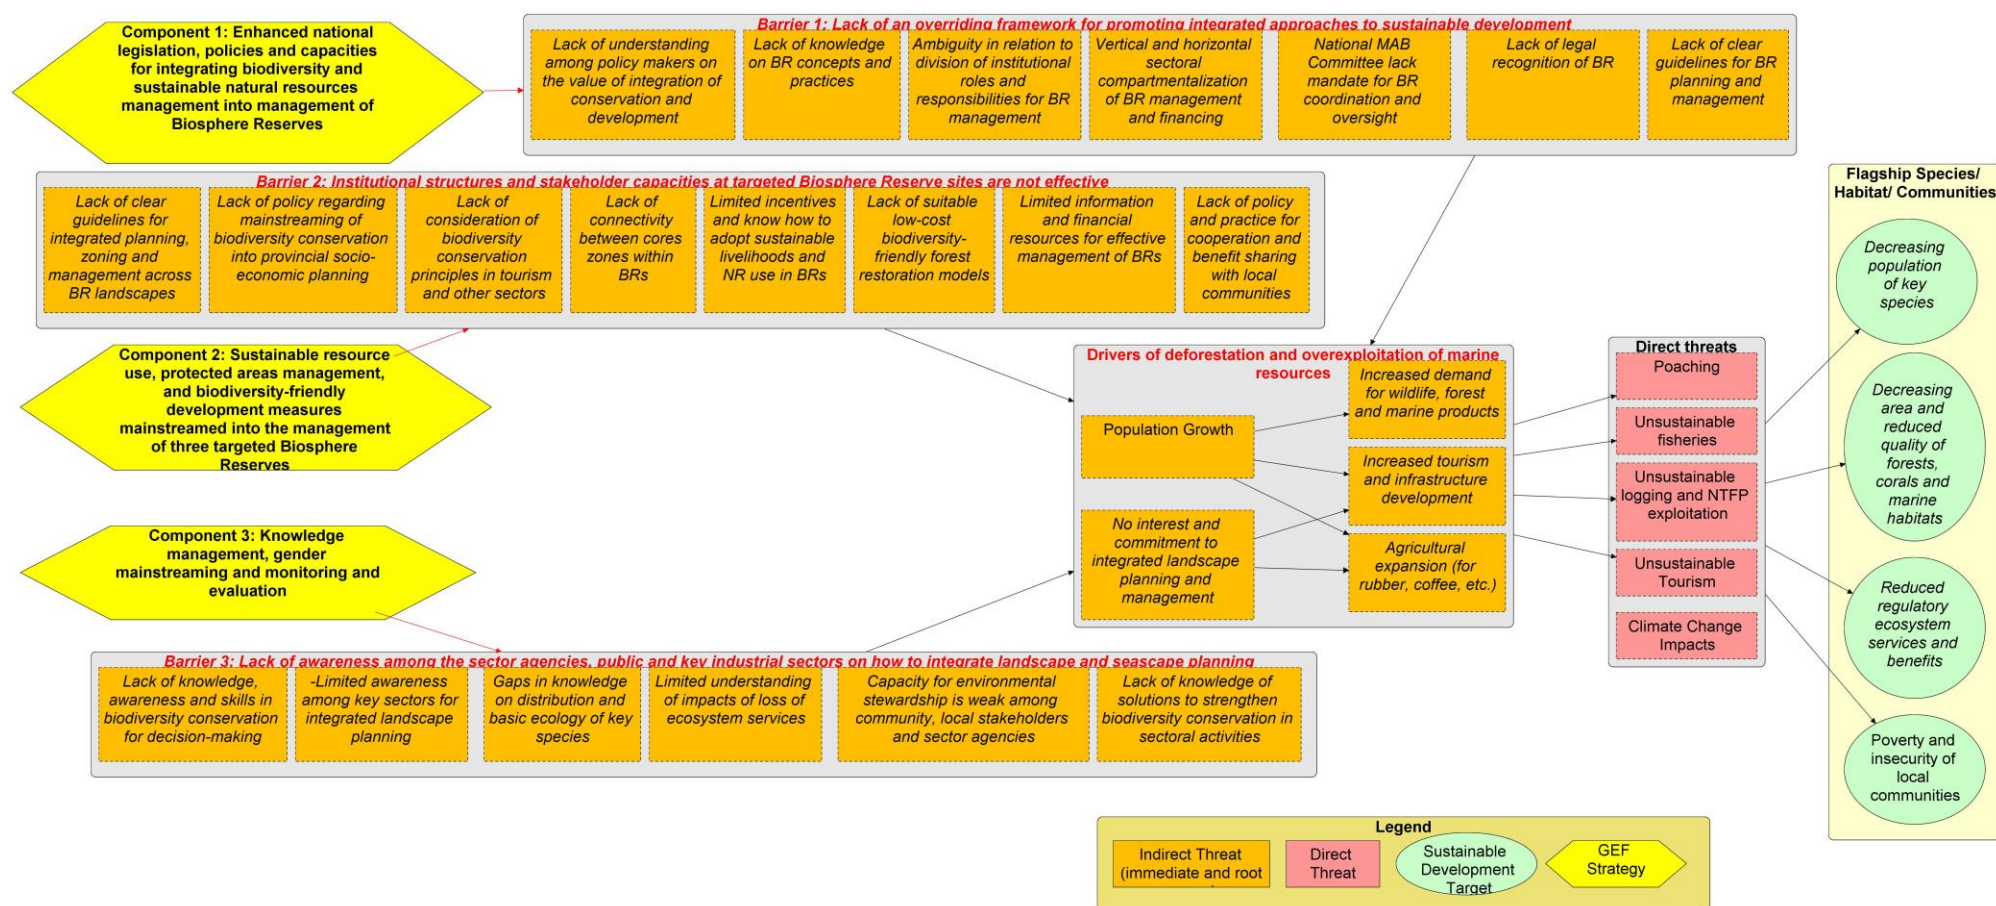 Component 1: Enhanced national
legislation, policies and capacities
for integrating biodiversity and
sustainable natural resources
management into management of
Biosphere Reserves
Barrier 1: Lack of an overriding framework for promoting integrated approaches to sustainable development
Lack of understanding
among policy makers on
the value of integration of
conservation and
development
Lack of knowledge
on BR concepts and
practices
Ambiguity in relation to
division of institutional
roles and
responsibilities for BR
management
Vertical and horizontal
sectoral
compartmentalization
of BR management
and financing
National MAB
Committee lack
mandate for BR
coordination and
oversight
Lack of legal
recognition of BR
Lack of clear
guidelines for BR
planning and
management
Barrier 2: Institutional structures and stakeholder capacities at targeted Biosphere Reserve sites are not effective
Lack of clear
guidelines for
integrated planning,
zoning and
management across
BR landscapes
Lack of policy regarding
mainstreaming of
biodiversity conservation
into provincial socio-
economic planning
Lack of
consideration of
biodiversity
conservation
principles in tourism
and other sectors
Lack of
connectivity
between cores
zones within
BRs
Limited incentives
and know how to
adopt sustainable
livelihoods and
NR use in BRs
Lack of suitable
low-cost
biodiversity-
friendly forest
restoration models
Limited information
and financial
resources for effective
management of BRs
Lack of policy
and practice for
cooperation and
benefit sharing
with local
communities
Component 2: Sustainable resource
use, protected areas management,
and biodiversity-friendly
development measures
mainstreamed into the management
of three targeted Biosphere
Reserves
Drivers of deforestation and overexploitation of marine
resources
Population Growth
No interest and
commitment to
integrated landscape
planning and
management
Increased demand
for wildlife, forest
and marine products
Increased tourism
and infrastructure
development
Agricultural
expansion (for
rubber, coffee, etc.)
Direct threats
Poaching
Unsustainable
fisheries
Unsustainable
logging and NTFP
exploitation
Unsustainable
Tourism
Climate Change
Impacts
Flagship Species/
Habitat/ Communities
Decreasing
population
of key
species
Decreasing
area and
reduced
quality of
forests,
corals and
marine
habitats
Reduced
regulatory
ecosystem
services and
benefits
Poverty and
insecurity of
local
communities
Component 3: Knowledge
management, gender
mainstreaming and monitoring and
evaluation
Barrier 3: Lack of awareness among the sector agencies, public and key industrial sectors on how to integrate landscape and seascape planning
Lack of knowledge,
awareness and skills in
biodiversity conservation
for decision-making
-Limited awareness
among key sectors for
integrated landscape
planning
Gaps in knowledge
on distribution and
basic ecology of key
species
Limited understanding
of impacts of loss of
ecosystem services
Capacity for environmental
stewardship is weak among
community, local stakeholders
and sector agencies
Lack of knowledge of
solutions to strengthen
biodiversity conservation in
sectoral activities
Legend
Indirect Threat
(immediate and root
Direct
Threat
Sustainable
Development
Target
GEF
Strategy